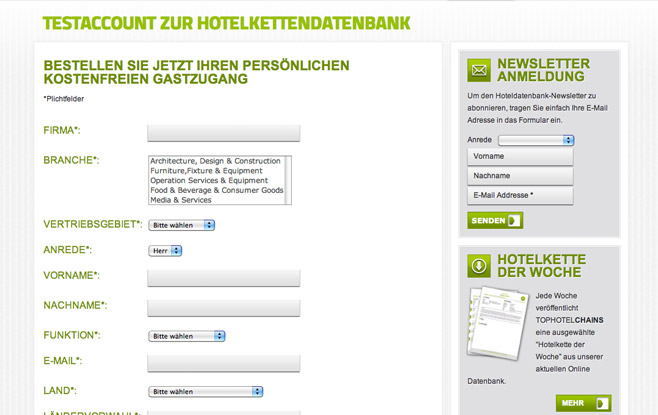 TESTACCOUNT ZUR HOTELKETTENDATENBANK
BESTELLEN SIE JETZT IHREN PERSÖNLICHEN
KOSTENFREIEN GASTZUGANG
*Plichtfelder
FIRMA*:
BRANCHE*:
Architecture, Design & Construction
Furniture,Fixture & Equipment
Operation Services & Equipment
Food & Beverage & Consumer Goods
Media & Services
VERTRIEBSGEBIET*:
Bitte wählen
ANREDE*:
Herr
VORNAME*:
NACHNAME*:
FUNKTION*:
Bitte wählen
E-MAIL*:
LAND*:
Bitte wählen
LÄNDERVORWAHL*:
NEWSLETTER
ANMELDUNG
Um den Hoteldatenbank-Newsletter zu
abonnieren, tragen Sie einfach Ihre E-Mail
Adresse in das Formular ein.
Anrede
Vorname
Nachname
E-Mail Addresse *
SENDEN
HOTELKETTE
DER WOCHE
Jede Woche
veröffentlicht
TOPHOTELCHAINS
eine ausgewählte
"Hotelkette der
Woche" aus unserer
aktuellen Online
Datenbank.
MEHR